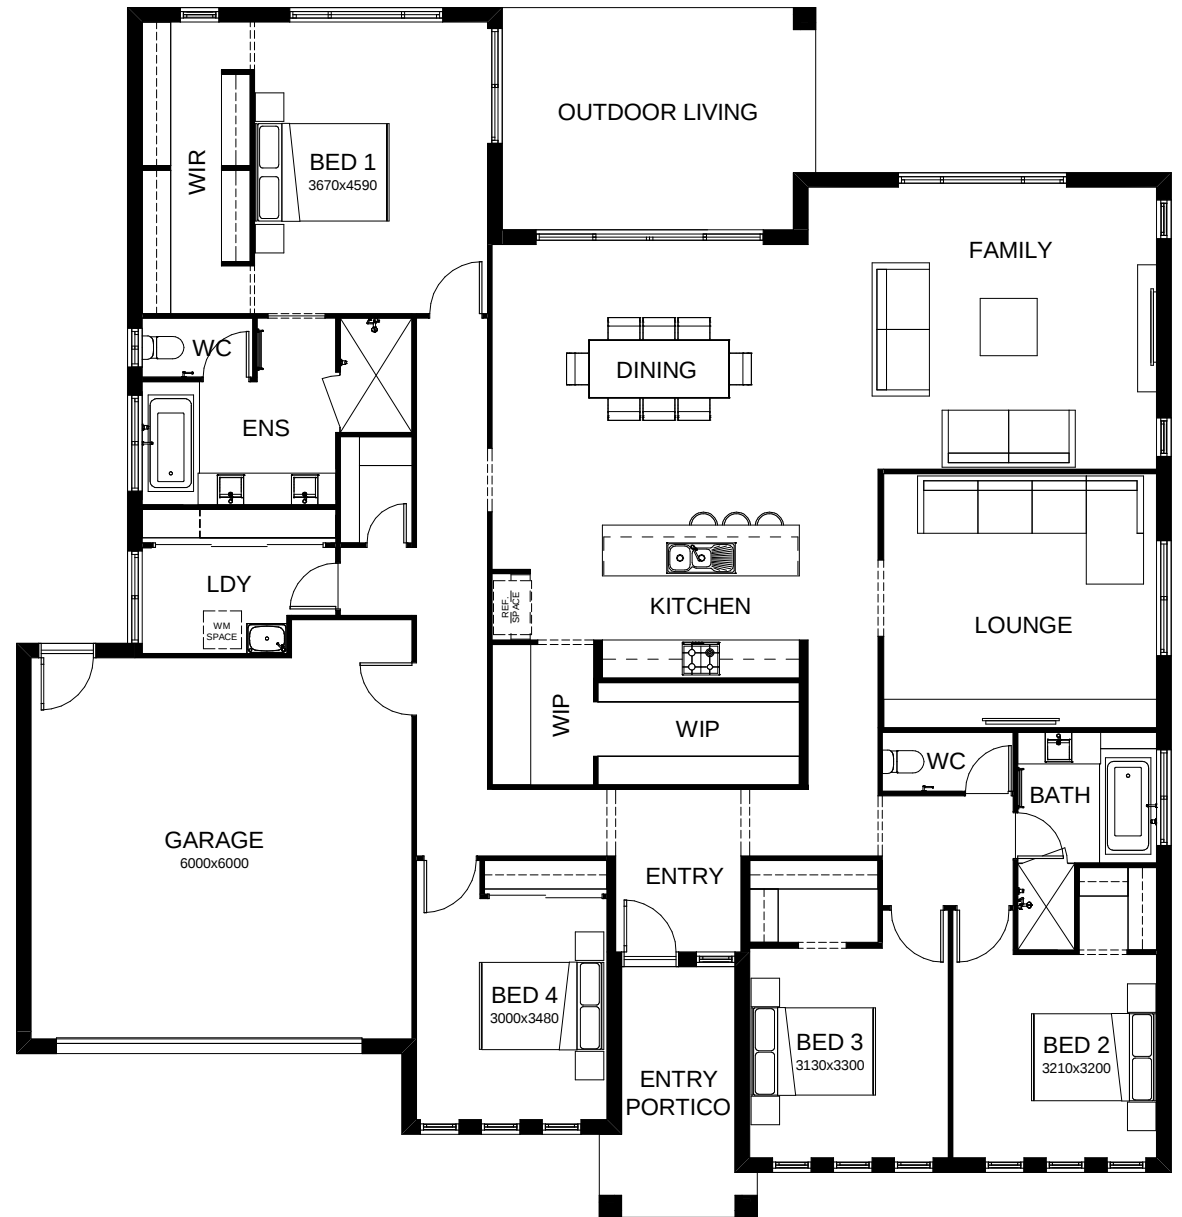 OUTDOOR LIVING
WIR
BED 1
3670x4590
FAMILY
WC
DINING
ENS
LDY
REF.
SPACE
KITCHEN
WM
SPACE
LOUNGE
WIP
WIP
WC
BATH
GARAGE
6000x6000
ENTRY
BED 4
3000x3480
BED 3
3130x3300
BED 2
3210x3200
ENTRY
PORTICO